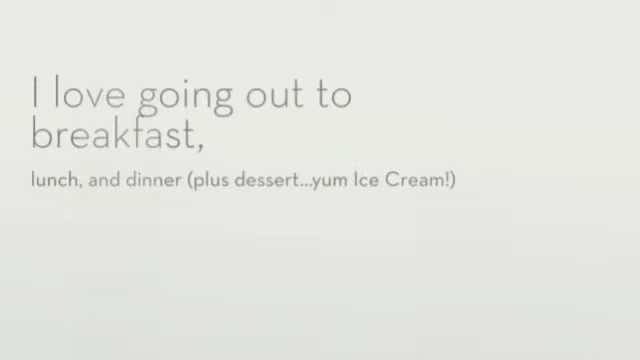 I love going out to
breakfast,
lunch, and dinner (plus dessert...yum Ice Cream!)